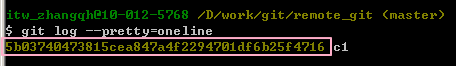 itw_zhangqh@10-012-5768 /D/work/git/remote_git (master)
$ git log --pretty=oneline
5b03740473815cea847a4f2294701df6b25f4716 c1